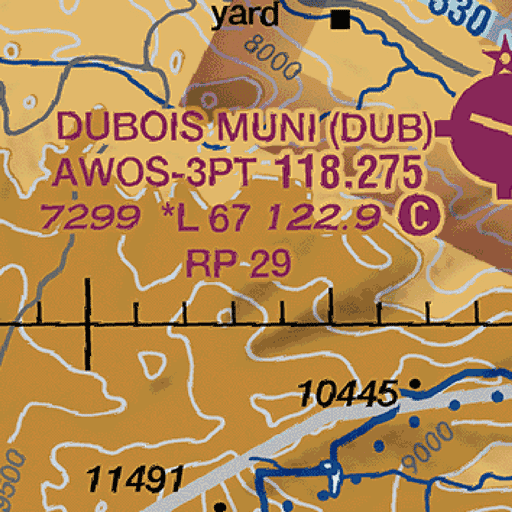 yard
330
8000
DUBOIS MUNI (DUB)
AWOS-3PT 118.275
7299 *L 67 122.9 C
RP 29
10445
9000
11491
9500